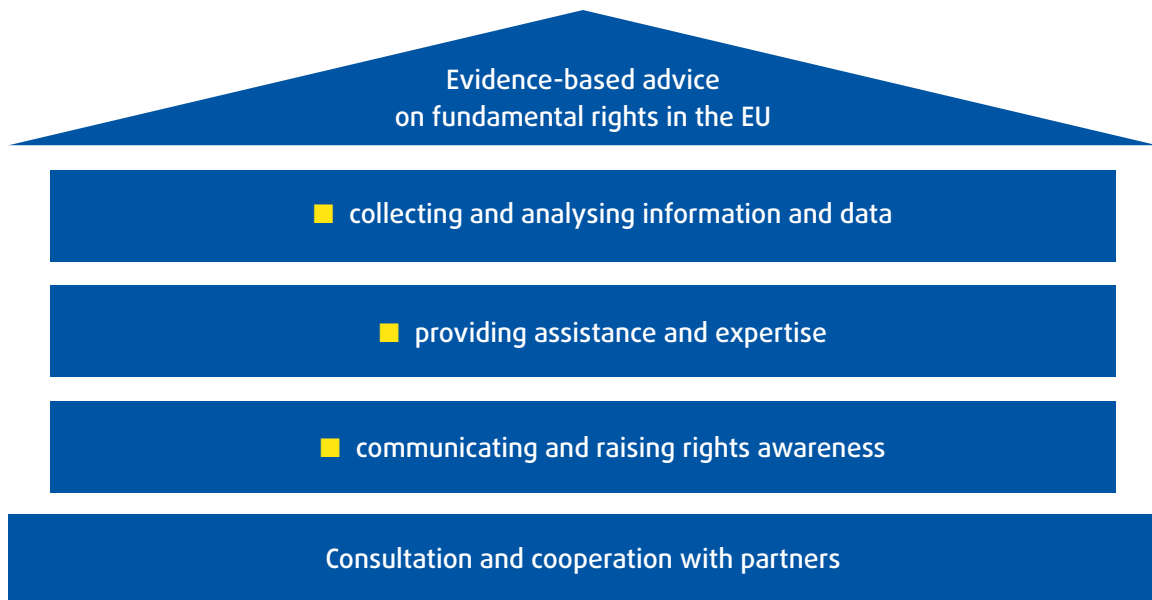 Evidence-based advice
on fundamental rights in the EU
collecting and analysing information and data
providing assistance and expertise
communicating and raising rights awareness
Consultation and cooperation with partners